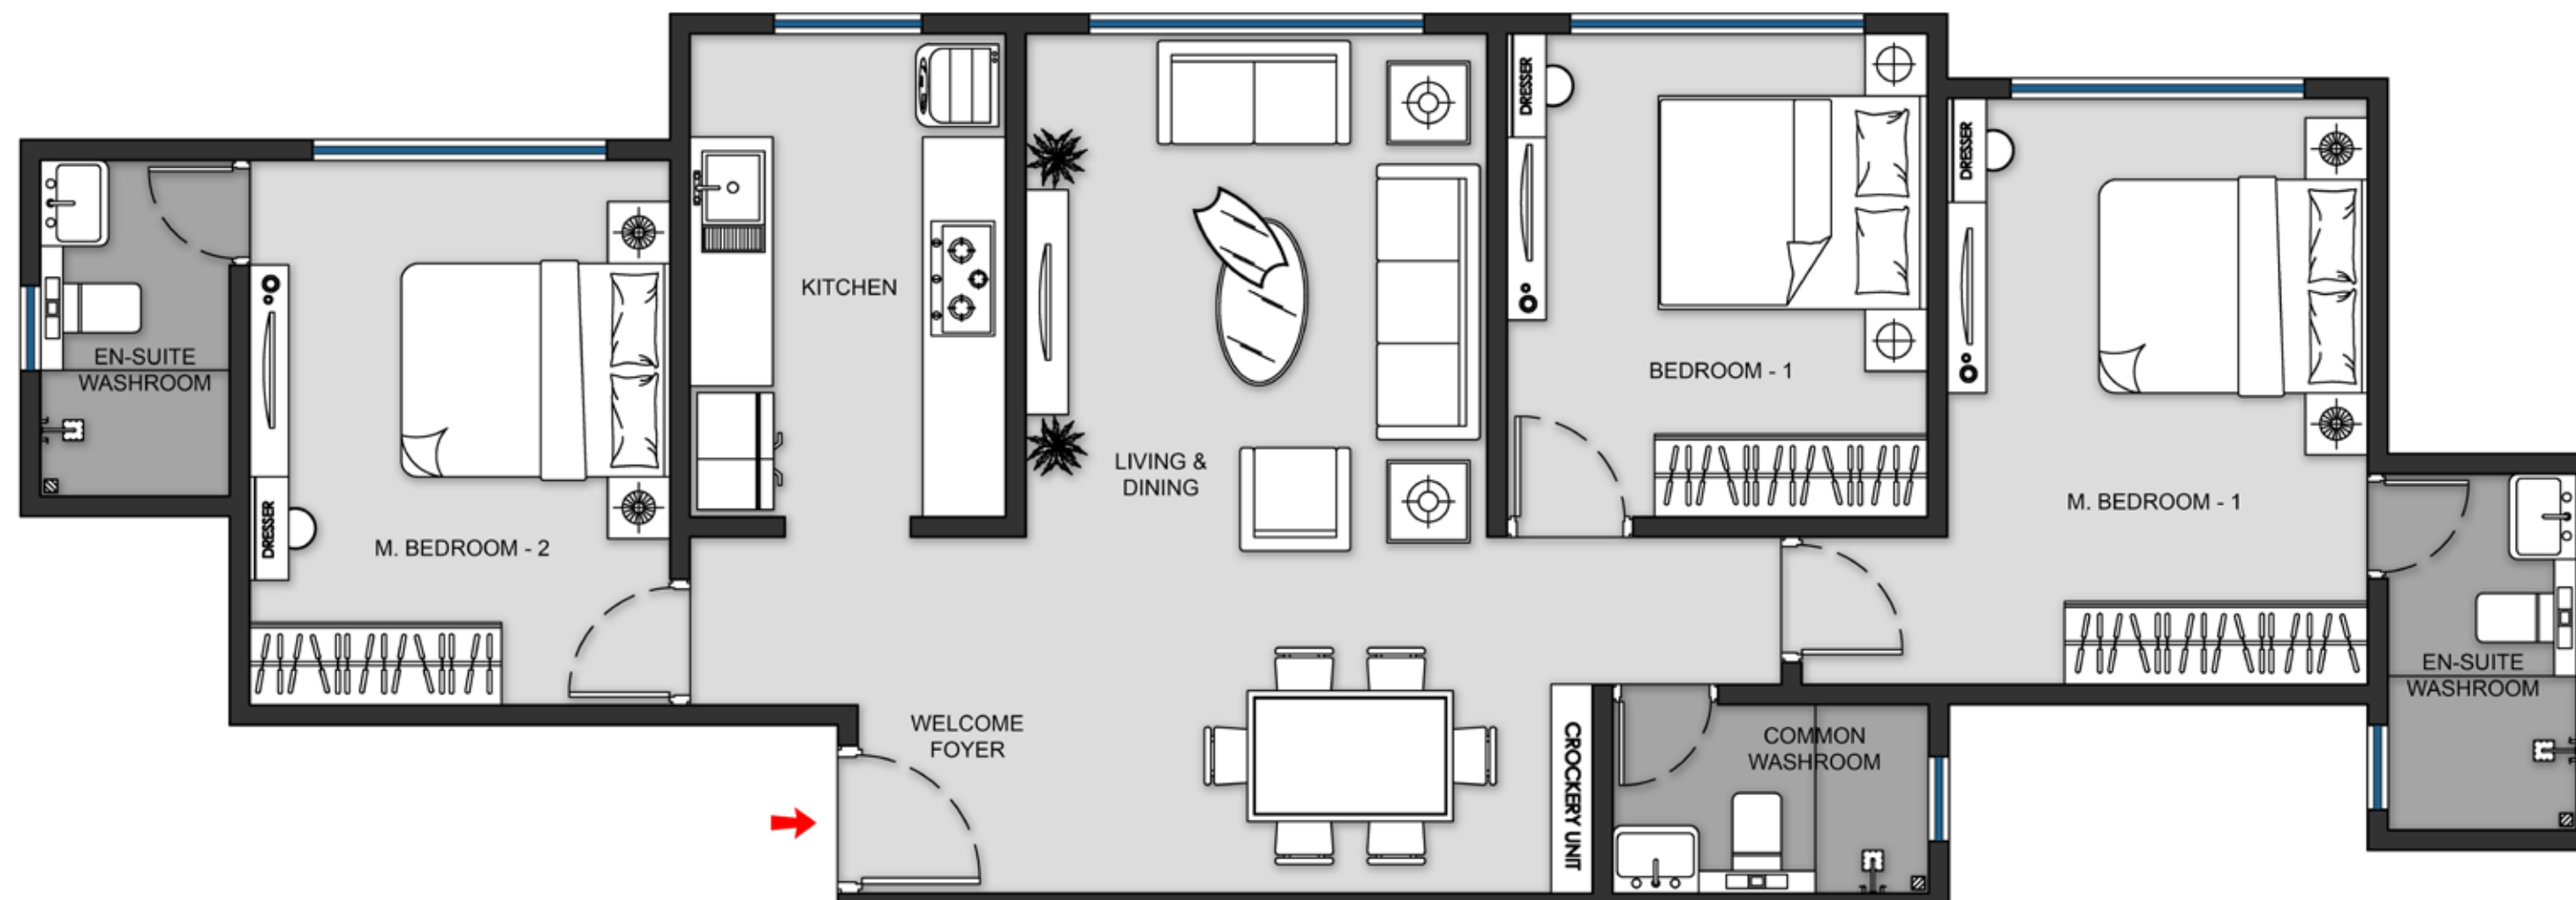 DRESSER
DRESSER
KITCHEN
EN-SUITE
WASHROOM
BEDROOM - 1
LIVING &
DINING
M. BEDROOM - 1
DRESSER
M. BEDROOM - 2
EN-SUITE
WASHROOM
WELCOME
FOYER
CROCKERY UNIT
COMMON
WASHROOM